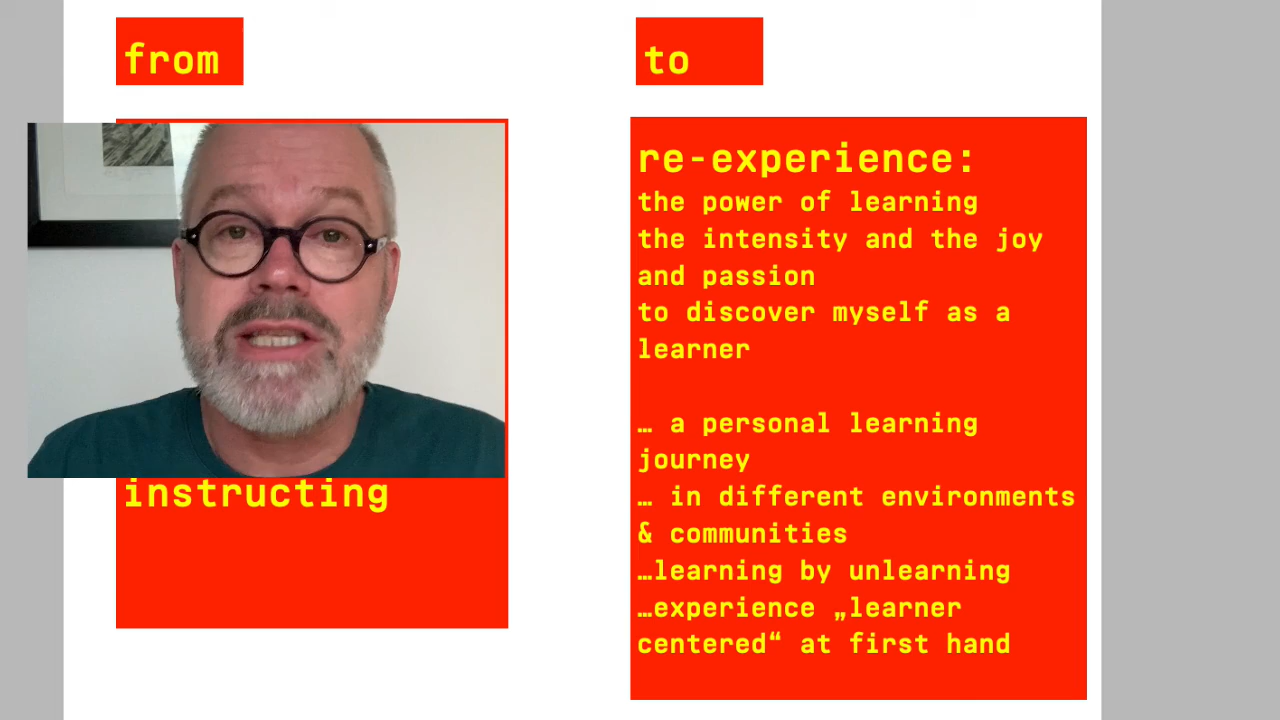 from
to
instructing
re-experience:
the power of learning
the intensity and the joy
and passion
to discover myself as a
learner
… a personal learning
journey
… in different environments
& communities
…learning by unlearning
…experience „learner
centered“ at first hand